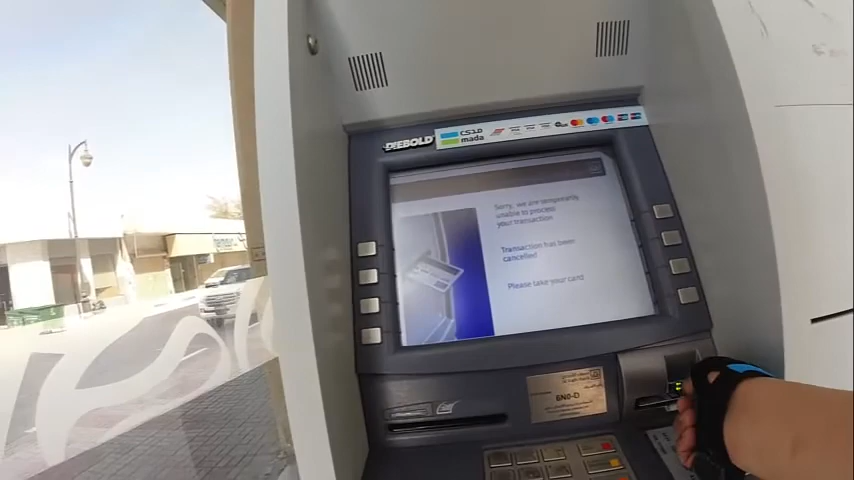 DIEBOLD
مدى
mada
Sorry, we are temporarily
unable to process
your transaction
Transaction has been
cancelled
Please take your card
6N0-D